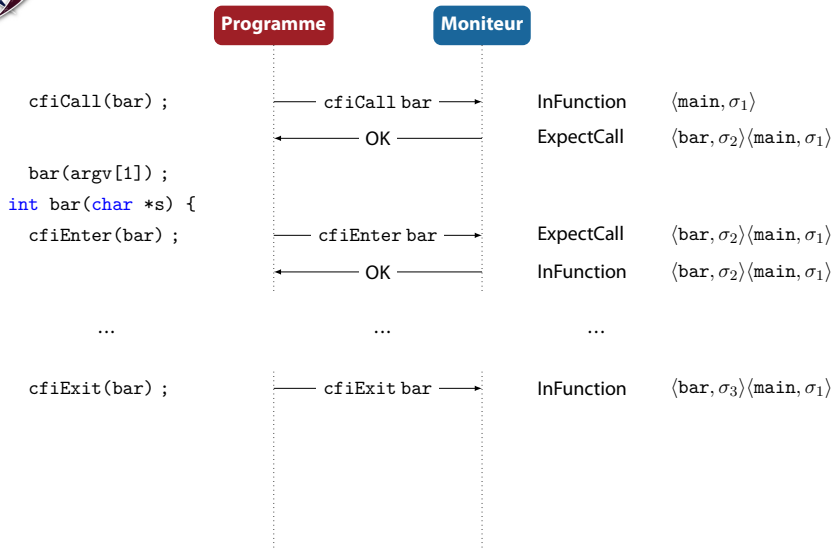 Programme Moniteur
cfiCall(bar) ; cfiCall bar InFunction ⟨main, σ₁⟩
OK ExpectCall ⟨bar, σ₂⟩⟨main, σ₁⟩
bar(argv[1]) ;
int bar(char *s) {
cfiEnter(bar) ; cfiEnter bar ExpectCall ⟨bar, σ₂⟩⟨main, σ₁⟩
OK InFunction ⟨bar, σ₂⟩⟨main, σ₁⟩
... ... ...
cfiExit(bar) ; cfiExit bar InFunction ⟨bar, σ₃⟩⟨main, σ₁⟩